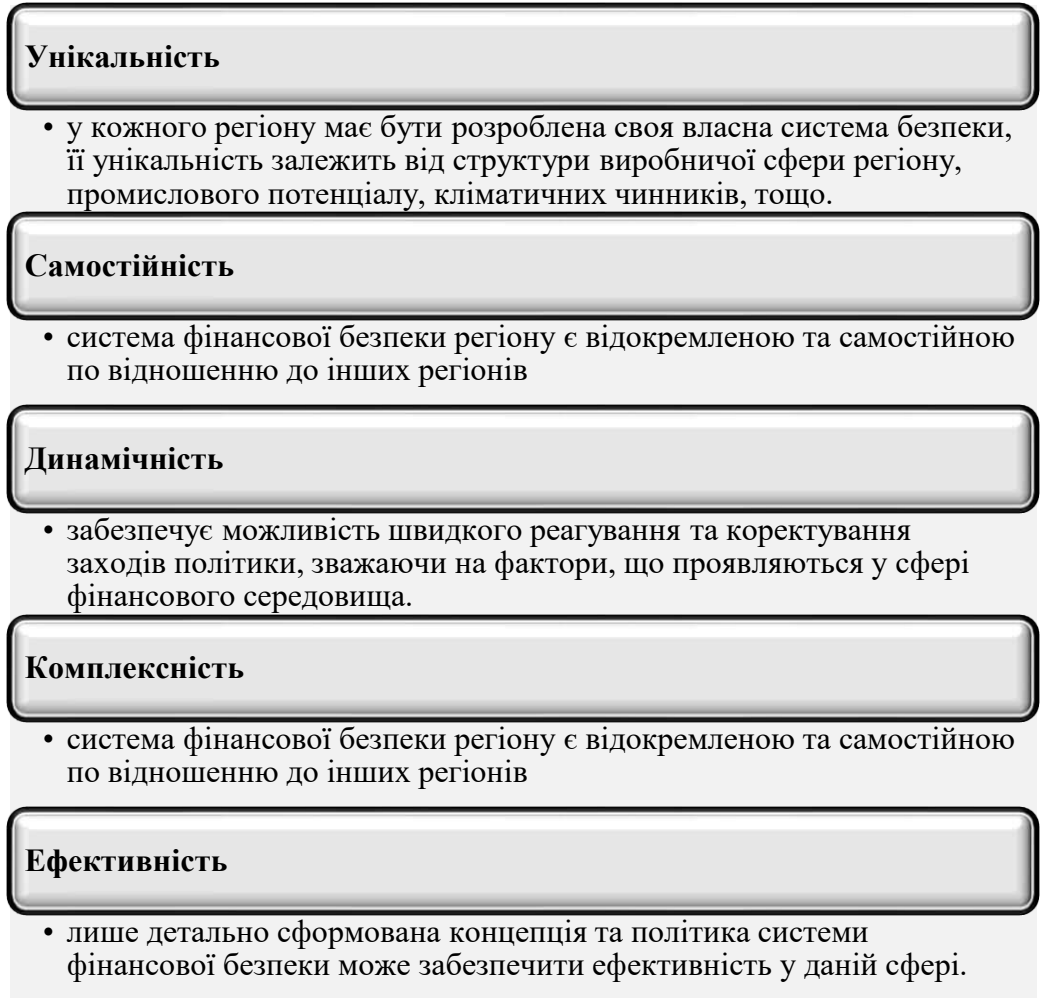 Унікальність
• у кожного регіону має бути розроблена своя власна система безпеки,
її унікальність залежить від структури виробничої сфери регіону,
промислового потенціалу, кліматичних чинників, тощо.
Самостійність
• система фінансової безпеки регіону є відокремленою та самостійною
по відношенню до інших регіонів
Динамічність
• забезпечує можливість швидкого реагування та коректування
заходів політики, зважаючи на фактори, що проявляються у сфері
фінансового середовища.
Комплексність
• система фінансової безпеки регіону є відокремленою та самостійною
по відношенню до інших регіонів
Ефективність
• лише детально сформована концепція та політика системи
фінансової безпеки може забезпечити ефективність у даній сфері.